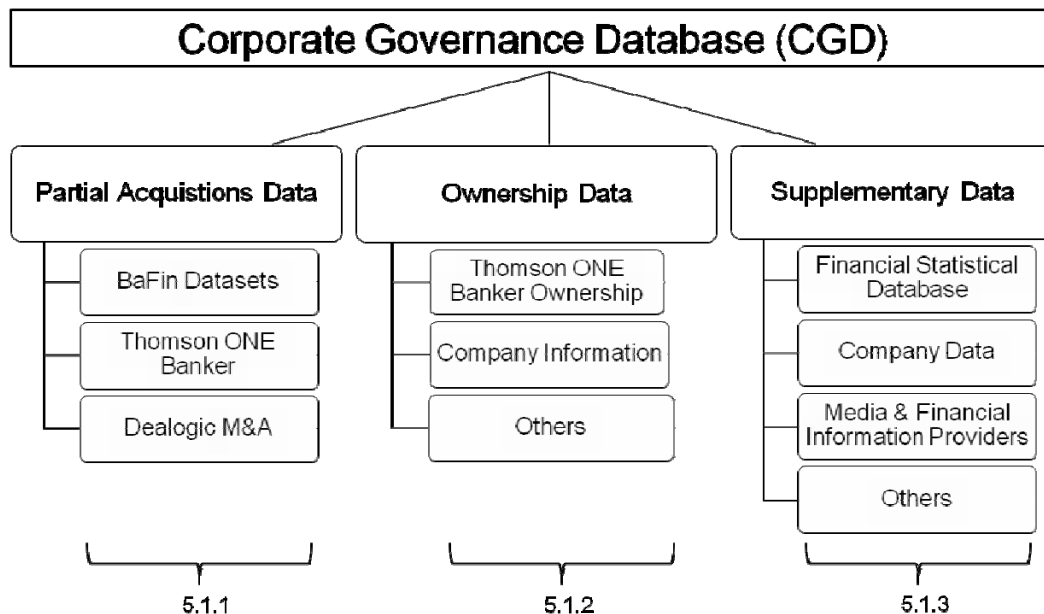 Corporate Governance Database (CGD)
Partial Acquistions Data
BaFin Datasets
Thomson ONE
Banker
Dealogic M&A
5.1.1
Ownership Data
Thomson ONE
Banker Ownership
Company Information
Others
5.1.2
Supplementary Data
Financial Statistical
Database
Company Data
Media & Financial
Information Providers
Others
5.1.3